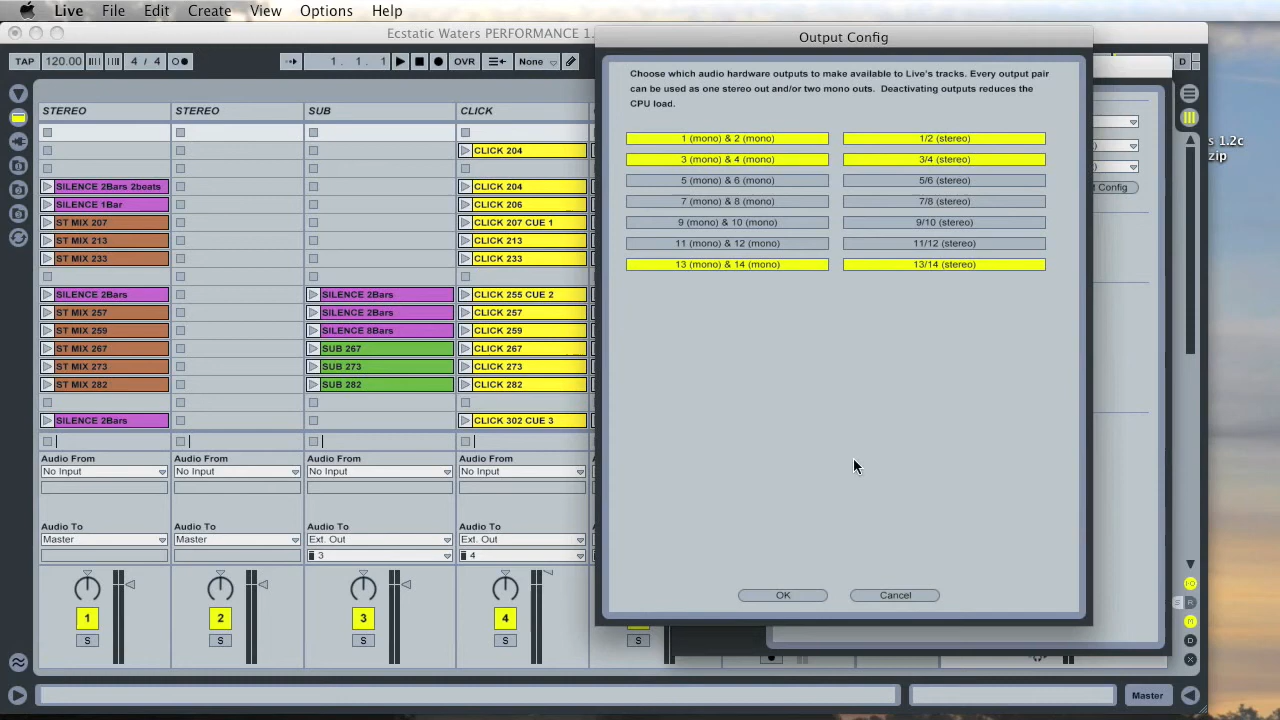 Live File Edit Create View Options Help
Ecstatic Waters PERFORMANCE 1.
Output Config
TAP 120.00 4 / 4 1. 1. 1 OVR None D
Choose which audio hardware outputs to make available to Live's tracks. Every output pair
can be used as one stereo out and/or two mono outs. Deactivating outputs reduces the
CPU load.
1 (mono) & 2 (mono) 1/2 (stereo)
3 (mono) & 4 (mono) 3/4 (stereo)
5 (mono) & 6 (mono) 5/6 (stereo)
7 (mono) & 8 (mono) 7/8 (stereo)
9 (mono) & 10 (mono) 9/10 (stereo)
11 (mono) & 12 (mono) 11/12 (stereo)
13 (mono) & 14 (mono) 13/14 (stereo)
OK Cancel
t Config
s 1.2c
zip
STEREO STEREO SUB CLICK
CLICK 204
SILENCE 2Bars 2beats CLICK 204
SILENCE 1Bar CLICK 206
ST MIX 207 CLICK 207 CUE 1
ST MIX 213 CLICK 213
ST MIX 233 CLICK 233
SILENCE 2Bars SILENCE 2Bars CLICK 255 CUE 2
ST MIX 257 SILENCE 2Bars CLICK 257
ST MIX 259 SILENCE 8Bars CLICK 259
ST MIX 267 SUB 267 CLICK 267
ST MIX 273 SUB 273 CLICK 273
ST MIX 282 SUB 282 CLICK 282
SILENCE 2Bars CLICK 302 CUE 3
Audio From Audio From Audio From Audio From
No Input No Input No Input No Input
Audio To Audio To Audio To Audio To
Master Master Ext. Out Ext. Out
3 4
1 2 3 4
S S S S
Master